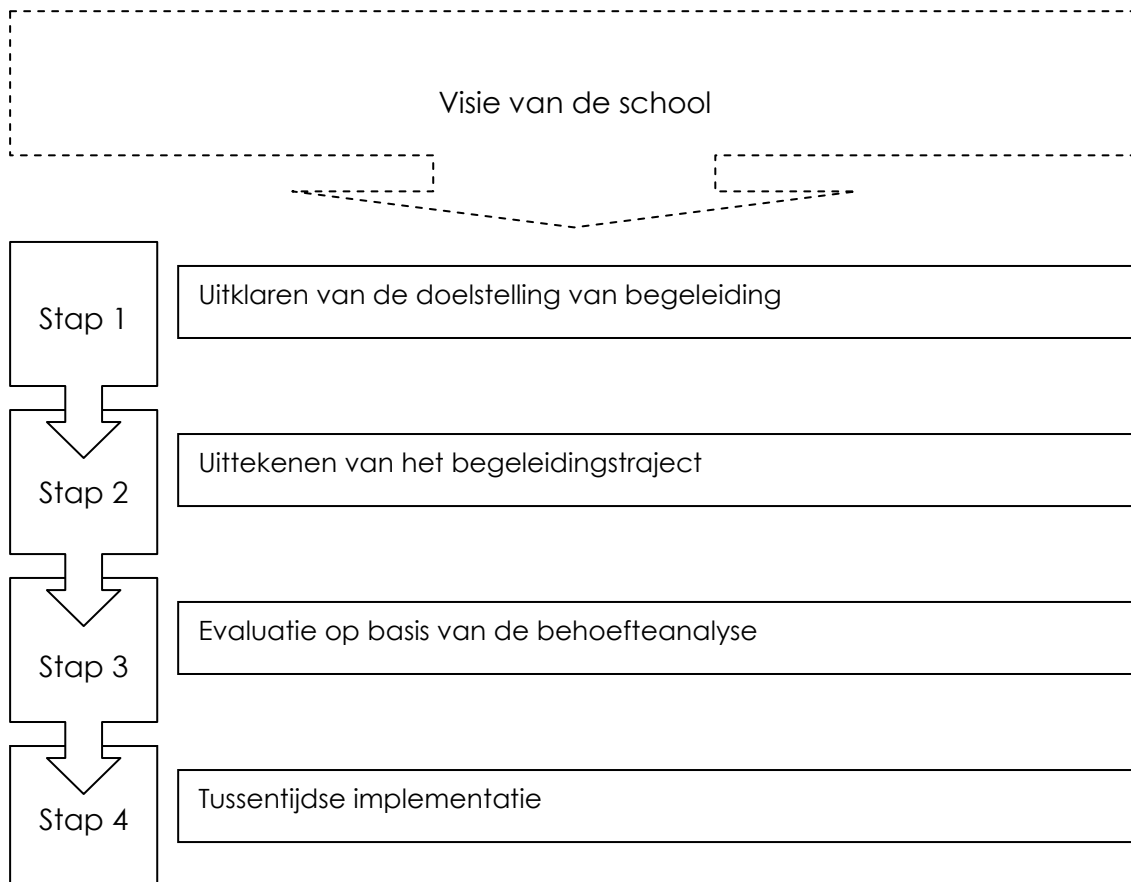 Visie van de school
Stap 1
Uitklaren van de doelstelling van begeleiding
Stap 2
Uittekenen van het begeleidingstraject
Stap 3
Evaluatie op basis van de behoefteanalyse
Stap 4
Tussentijdse implementatie